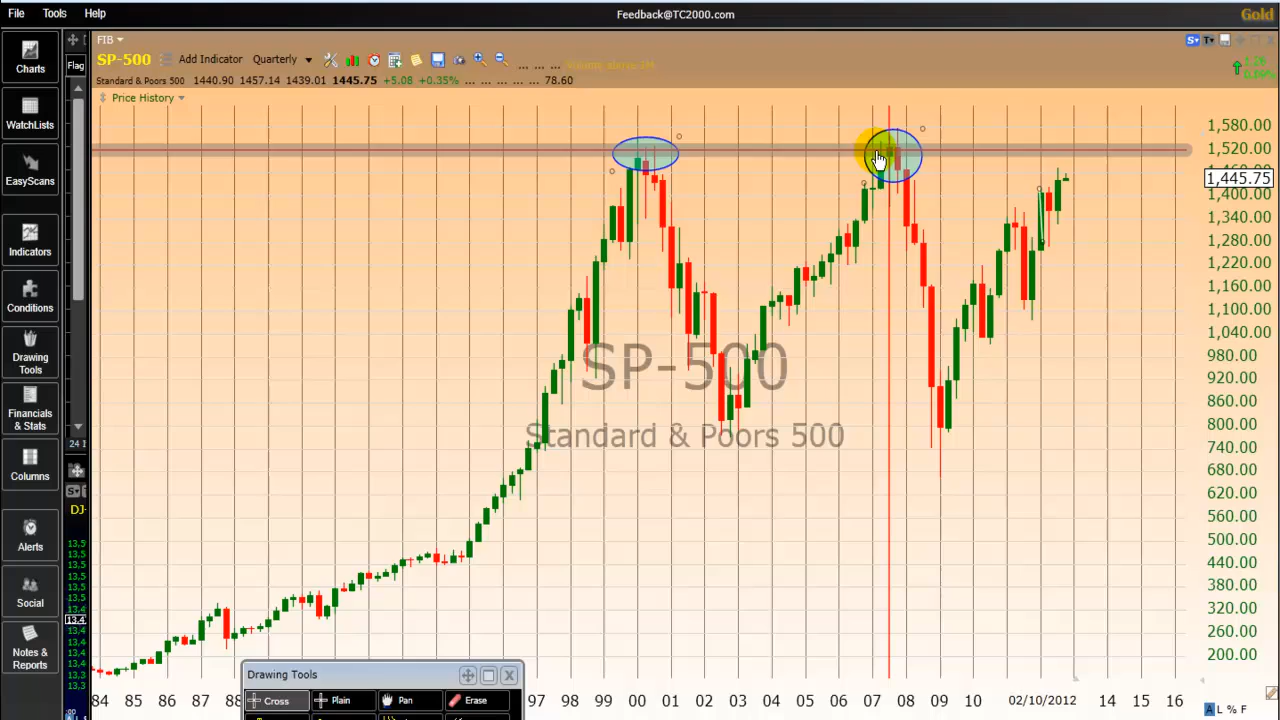 File Tools Help
Feedback@TC2000.com
Gold
FIB
Flag
SP-500 Add Indicator Quarterly
Standard & Poors 500 1440.90 1457.14 1439.01 1445.75 +5.08 +0.35% ... ... ... ... ... ... 78.60
Price History
Charts
WatchLists
EasyScans
Indicators
Conditions
Drawing
Tools
Financials
& Stats
Columns
Alerts
Social
Notes &
Reports
1,580.00
1,520.00
1,445.75
1,400.00
1,340.00
1,280.00
1,220.00
1,160.00
1,100.00
1,040.00
980.00
920.00
860.00
800.00
740.00
680.00
620.00
560.00
500.00
440.00
380.00
320.00
260.00
200.00
SP-500
Standard & Poors 500
Drawing Tools
Cross Plain Pan Erase
84 85 86 87 88 97 98 99 00 01 02 03 04 05 06 07 08 09 10 11 02/10/2012 14 15 16
A L % F